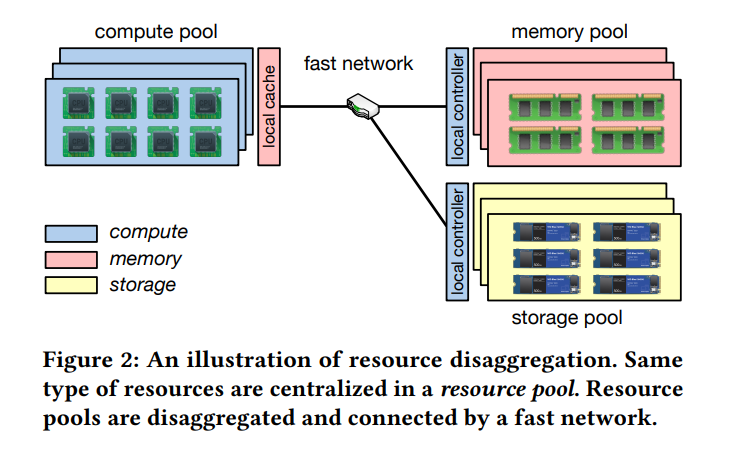 compute pool
memory pool
fast network
local cache
local controller
local controller
compute
memory
storage
storage pool
Figure 2: An illustration of resource disaggregation. Same
type of resources are centralized in a resource pool. Resource
pools are disaggregated and connected by a fast network.